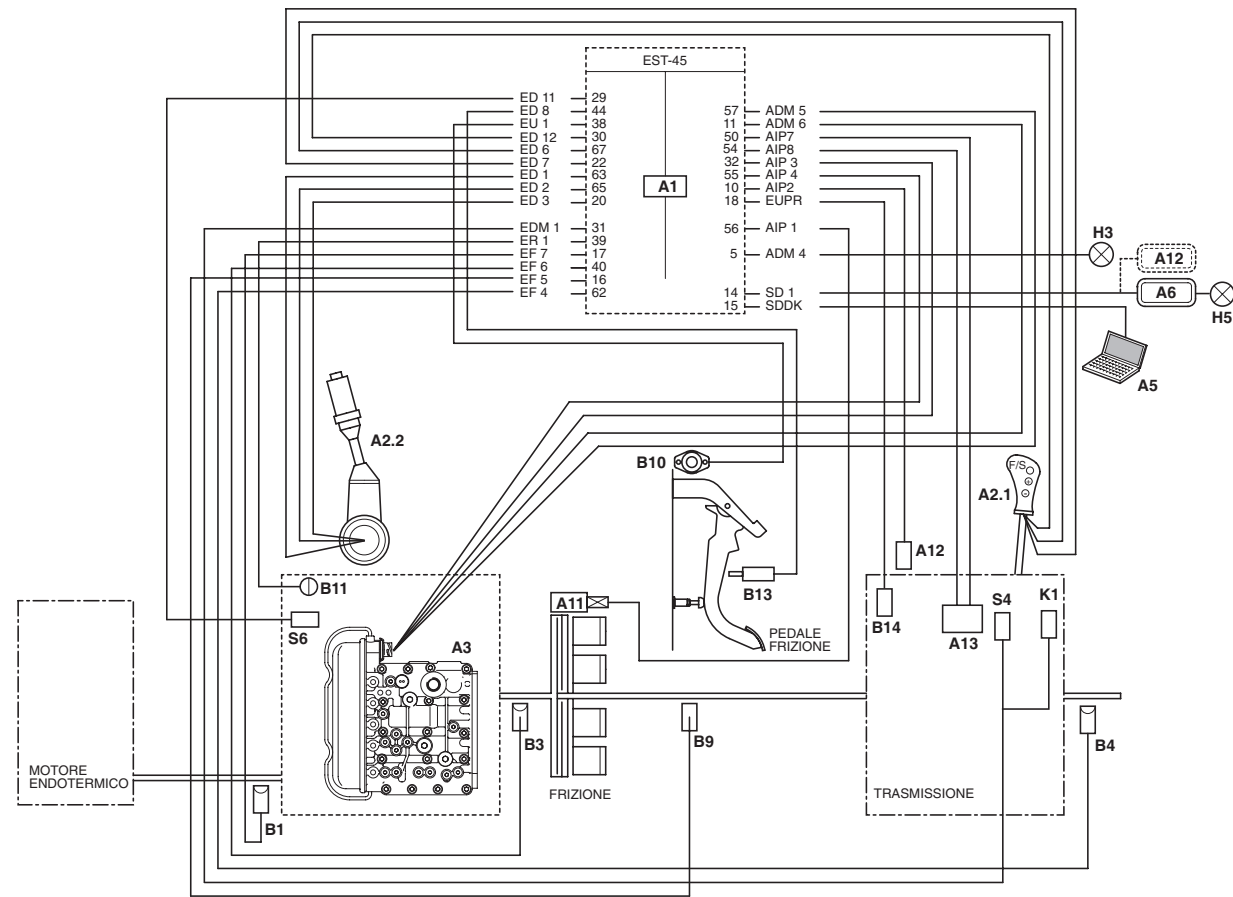 EST-45
ED 11 29
ED 8 44
EU 1 38
ED 12 30
ED 6 67
ED 7 22
ED 1 63
ED 2 65
ED 3 20
EDM 1 31
ER 1 39
EF 7 17
EF 6 40
EF 5 16
EF 4 62
A1
57 ADM 5
11 ADM 6
50 AIP7
54 AIP8
32 AIP 3
55 AIP 4
10 AIP2
18 EUPR
56 AIP 1
5 ADM 4
14 SD 1
15 SDDK
H3
A12
A6
H5
A5
A2.2
B10
F/S
+
-
A2.1
A12
B11
B13
S6
A3
A11
PEDALE
FRIZIONE
B14
A13
S4
K1
B3
B9
B4
MOTORE
ENDOTERMICO
FRIZIONE
TRASMISSIONE
B1